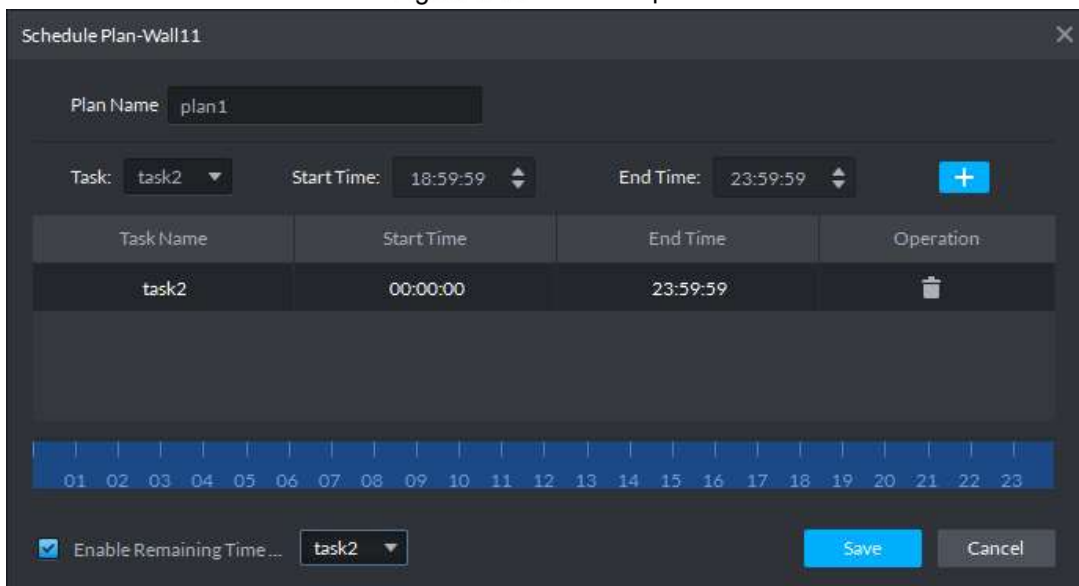 Schedule Plan-Wall11
Plan Name plan1
Task: task2 Start Time: 18:59:59 End Time: 23:59:59 +
Task Name Start Time End Time Operation
task2 00:00:00 23:59:59
01 02 03 04 05 06 07 08 09 10 11 12 13 14 15 16 17 18 19 20 21 22 23
Enable Remaining Time ... task2 Save Cancel